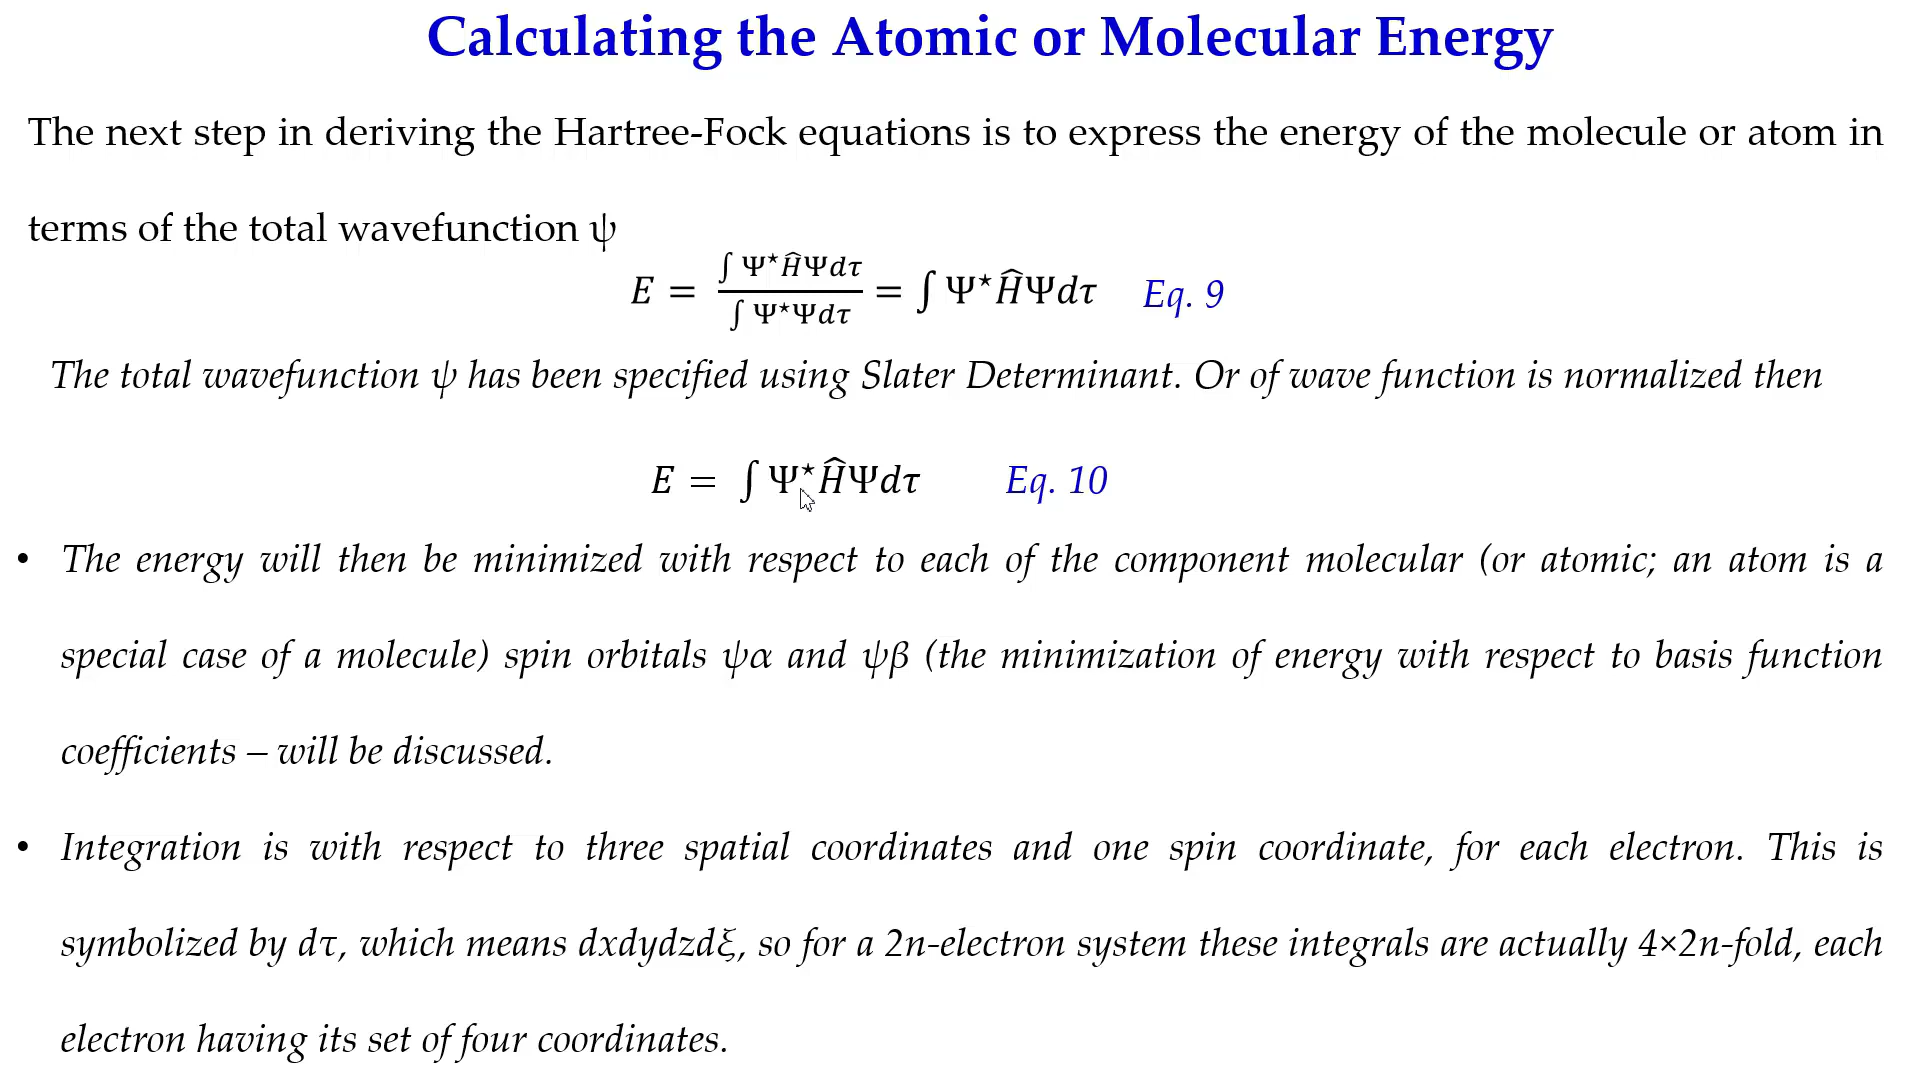 Calculating the Atomic or Molecular Energy
The next step in deriving the Hartree-Fock equations is to express the energy of the molecule or atom in
terms of the total wavefunction ψ
E = ∫ Ψ⋆ĤΨdτ / ∫ Ψ⋆Ψdτ = ∫ Ψ⋆ĤΨdτ Eq. 9
The total wavefunction ψ has been specified using Slater Determinant. Or of wave function is normalized then
E = ∫ Ψ⋆ĤΨdτ Eq. 10
• The energy will then be minimized with respect to each of the component molecular (or atomic; an atom is a
special case of a molecule) spin orbitals ψα and ψβ (the minimization of energy with respect to basis function
coefficients – will be discussed.
• Integration is with respect to three spatial coordinates and one spin coordinate, for each electron. This is
symbolized by dτ, which means dxdydzdξ, so for a 2n-electron system these integrals are actually 4×2n-fold, each
electron having its set of four coordinates.